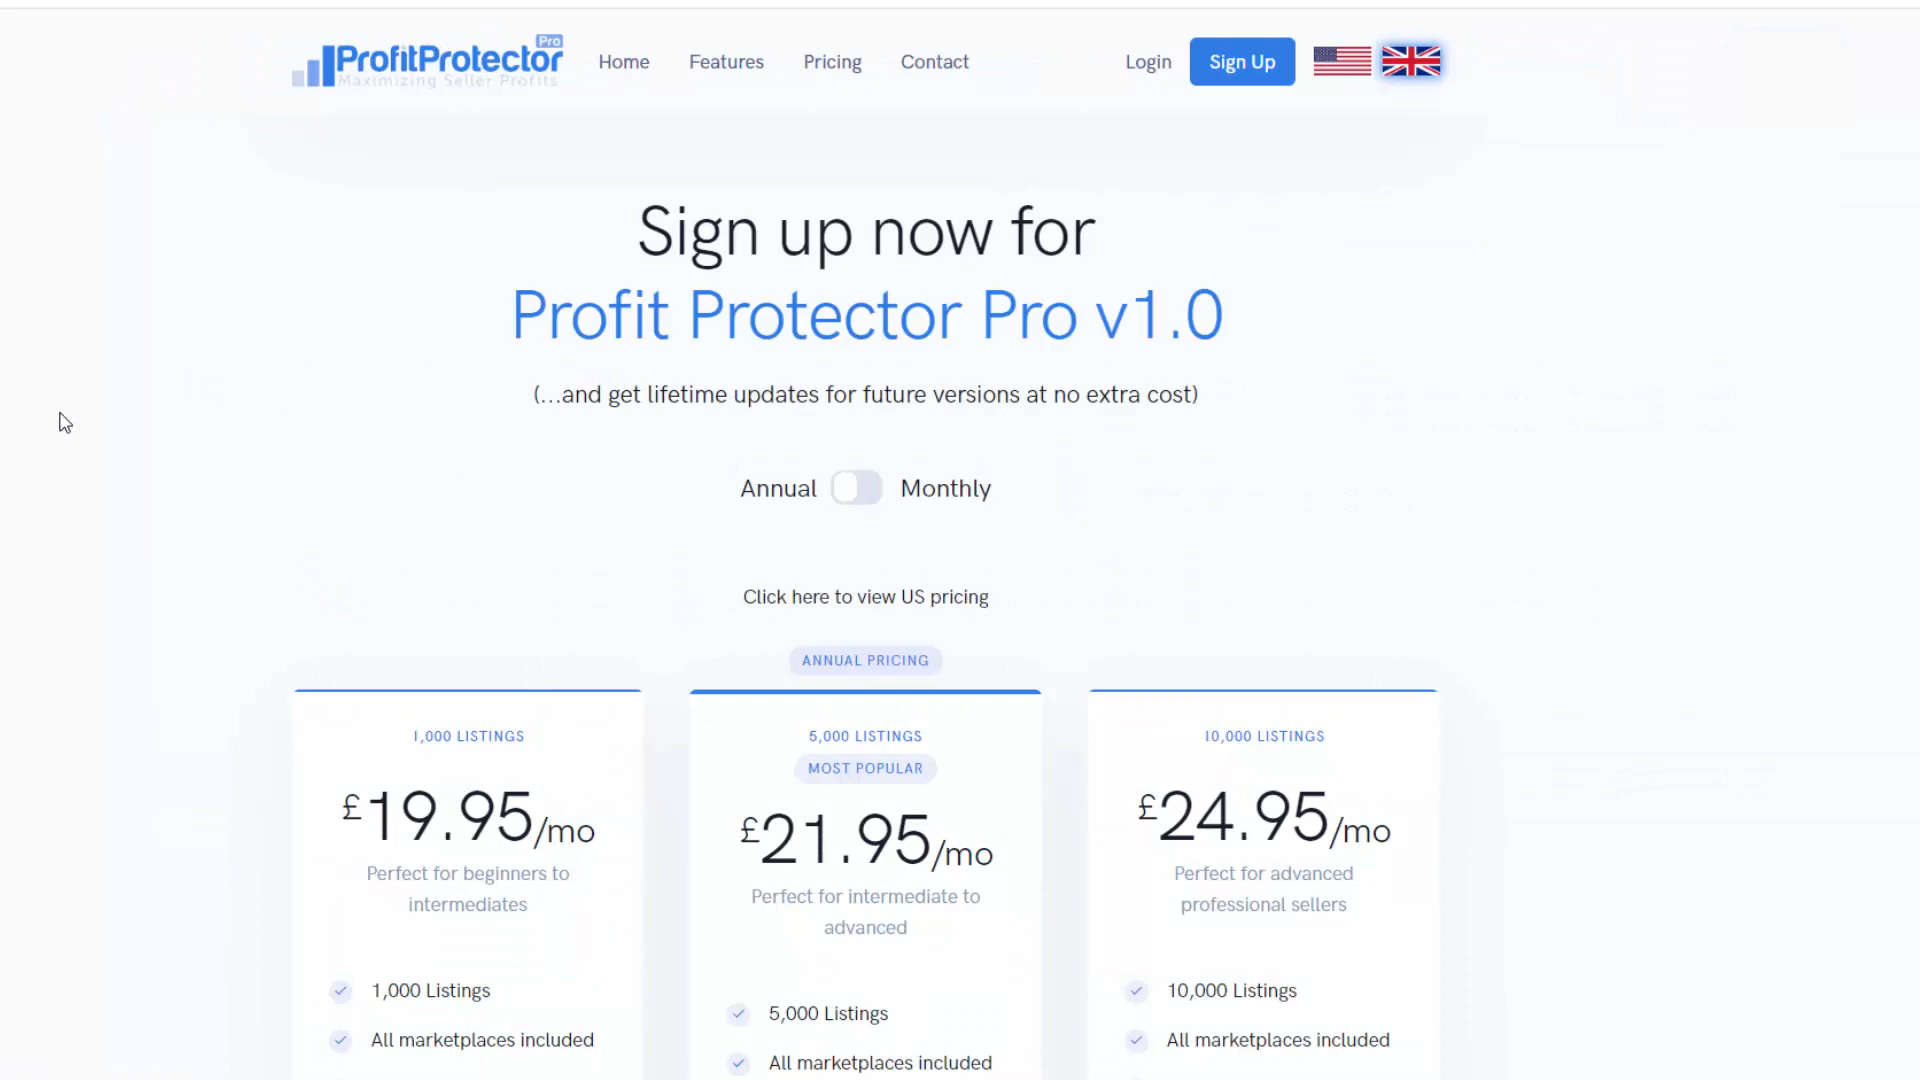 ProfitProtector Pro
Maximizing Seller Profits
Home
Features
Pricing
Contact
Login
Sign Up
Sign up now for
Profit Protector Pro v1.0
(...and get lifetime updates for future versions at no extra cost)
Annual
Monthly
Click here to view US pricing
ANNUAL PRICING
1,000 LISTINGS
£19.95/mo
Perfect for beginners to
intermediates
1,000 Listings
All marketplaces included
5,000 LISTINGS
MOST POPULAR
£21.95/mo
Perfect for intermediate to
advanced
5,000 Listings
All marketplaces included
10,000 LISTINGS
£24.95/mo
Perfect for advanced
professional sellers
10,000 Listings
All marketplaces included